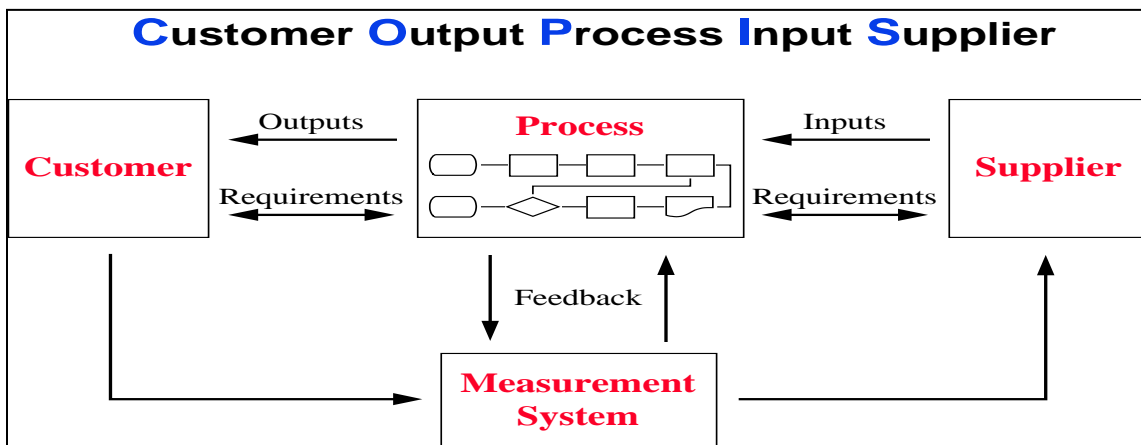 Customer Output Process Input Supplier
Outputs
Process
Inputs
Customer
Supplier
Requirements
Requirements
Feedback
Measurement
System